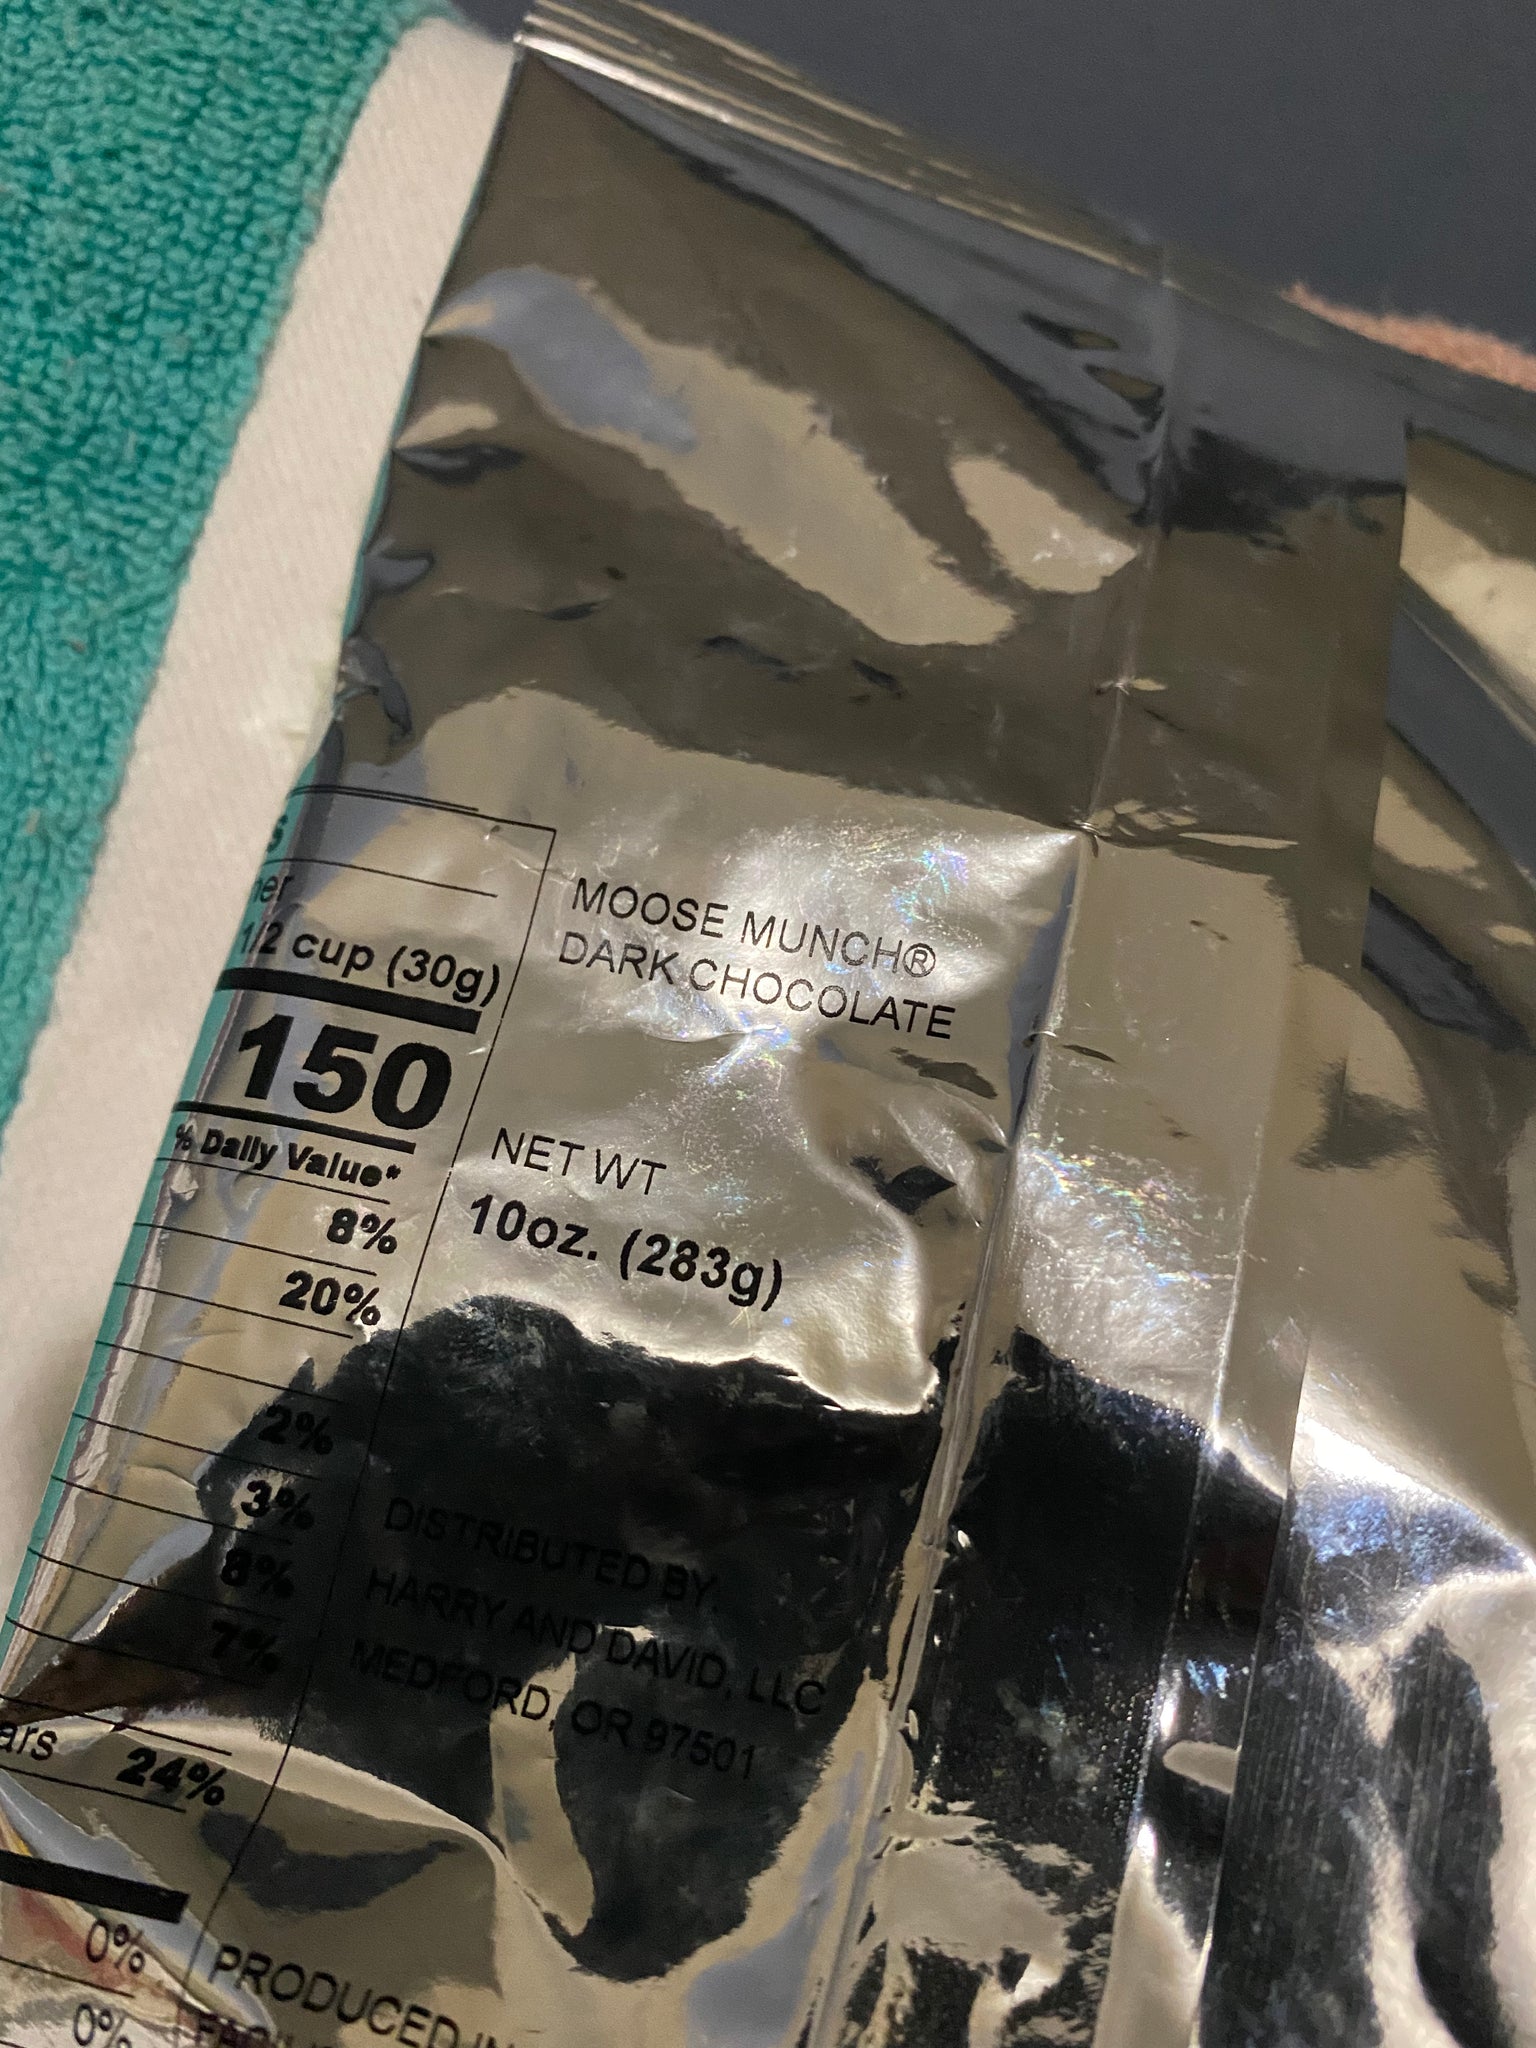 1/2 cup (30g)
150
% Daily Value*
8%
20%
2%
3%
8%
7%
24%
0%
0%
MOOSE MUNCH®
DARK CHOCOLATE
NET WT
10oz. (283g)
DISTRIBUTED BY:
HARRY AND DAVID, LLC
MEDFORD, OR 97501
PRODUCED IN